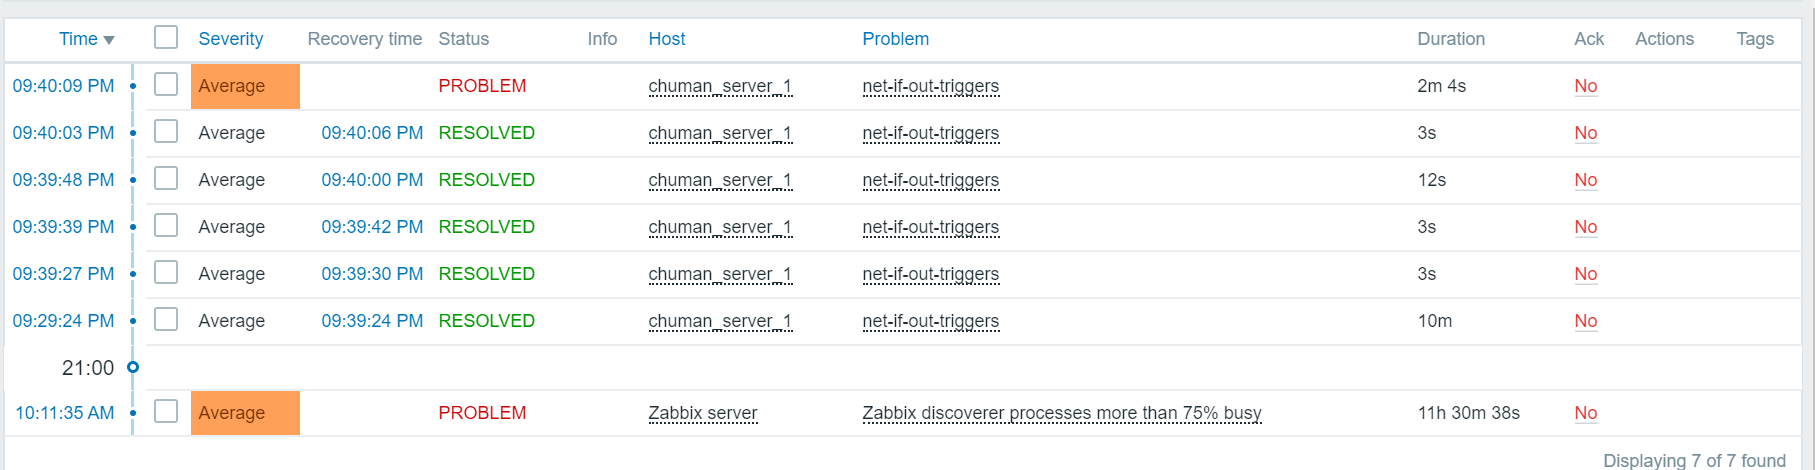 Time Severity Recovery time Status Info Host Problem Duration Ack Actions Tags
09:40:09 PM Average PROBLEM chuman_server_1 net-if-out-triggers 2m 4s No
09:40:03 PM Average 09:40:06 PM RESOLVED chuman_server_1 net-if-out-triggers 3s No
09:39:48 PM Average 09:40:00 PM RESOLVED chuman_server_1 net-if-out-triggers 12s No
09:39:39 PM Average 09:39:42 PM RESOLVED chuman_server_1 net-if-out-triggers 3s No
09:39:27 PM Average 09:39:30 PM RESOLVED chuman_server_1 net-if-out-triggers 3s No
09:29:24 PM Average 09:39:24 PM RESOLVED chuman_server_1 net-if-out-triggers 10m No
21:00
10:11:35 AM Average PROBLEM Zabbix server Zabbix discoverer processes more than 75% busy 11h 30m 38s No
Displaying 7 of 7 found